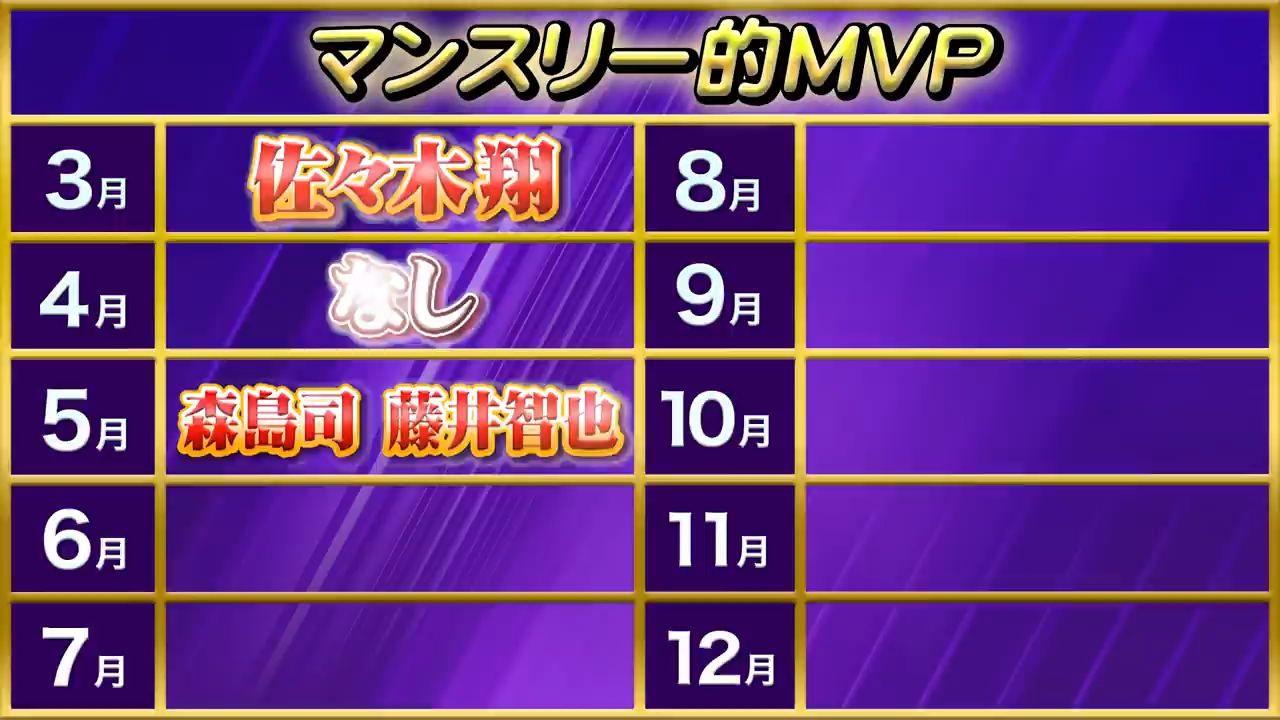 マンスリー的MVP
3月 佐々木翔
4月 なし
5月 森島司 藤井智也
6月
7月
8月
9月
10月
11月
12月